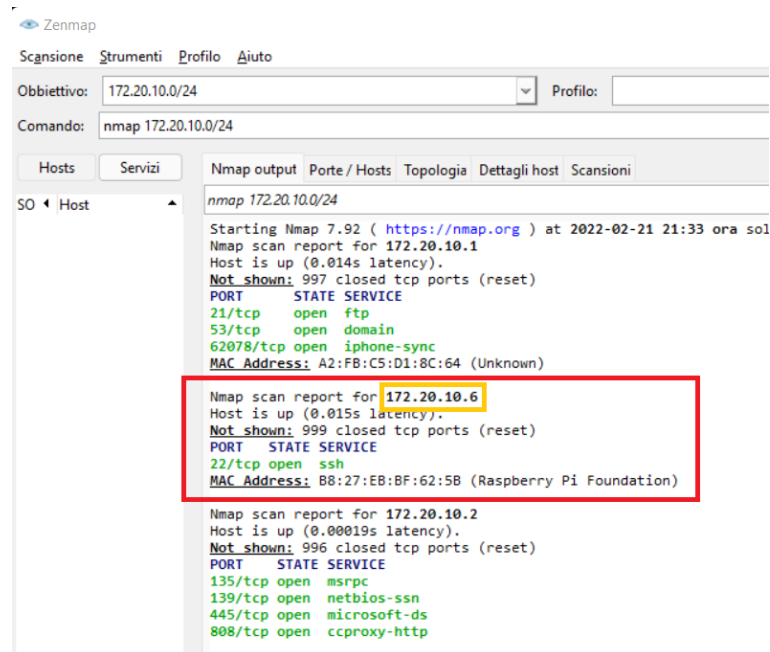 Zenmap
Scansione Strumenti Profilo Aiuto
Obbiettivo: 172.20.10.0/24 Profilo:
Comando: nmap 172.20.10.0/24
Hosts Servizi Nmap output Porte / Hosts Topologia Dettagli host Scansioni
SO Host nmap 172.20.10.0/24
Starting Nmap 7.92 ( https://nmap.org ) at 2022-02-21 21:33 ora sol
Nmap scan report for 172.20.10.1
Host is up (0.014s latency).
Not shown: 997 closed tcp ports (reset)
PORT STATE SERVICE
21/tcp open ftp
53/tcp open domain
62078/tcp open iphone-sync
MAC Address: A2:FB:C5:D1:8C:64 (Unknown)
Nmap scan report for 172.20.10.6
Host is up (0.015s latency).
Not shown: 999 closed tcp ports (reset)
PORT STATE SERVICE
22/tcp open ssh
MAC Address: B8:27:EB:BF:62:5B (Raspberry Pi Foundation)
Nmap scan report for 172.20.10.2
Host is up (0.00019s latency).
Not shown: 996 closed tcp ports (reset)
PORT STATE SERVICE
135/tcp open msrpc
139/tcp open netbios-ssn
445/tcp open microsoft-ds
808/tcp open ccproxy-http